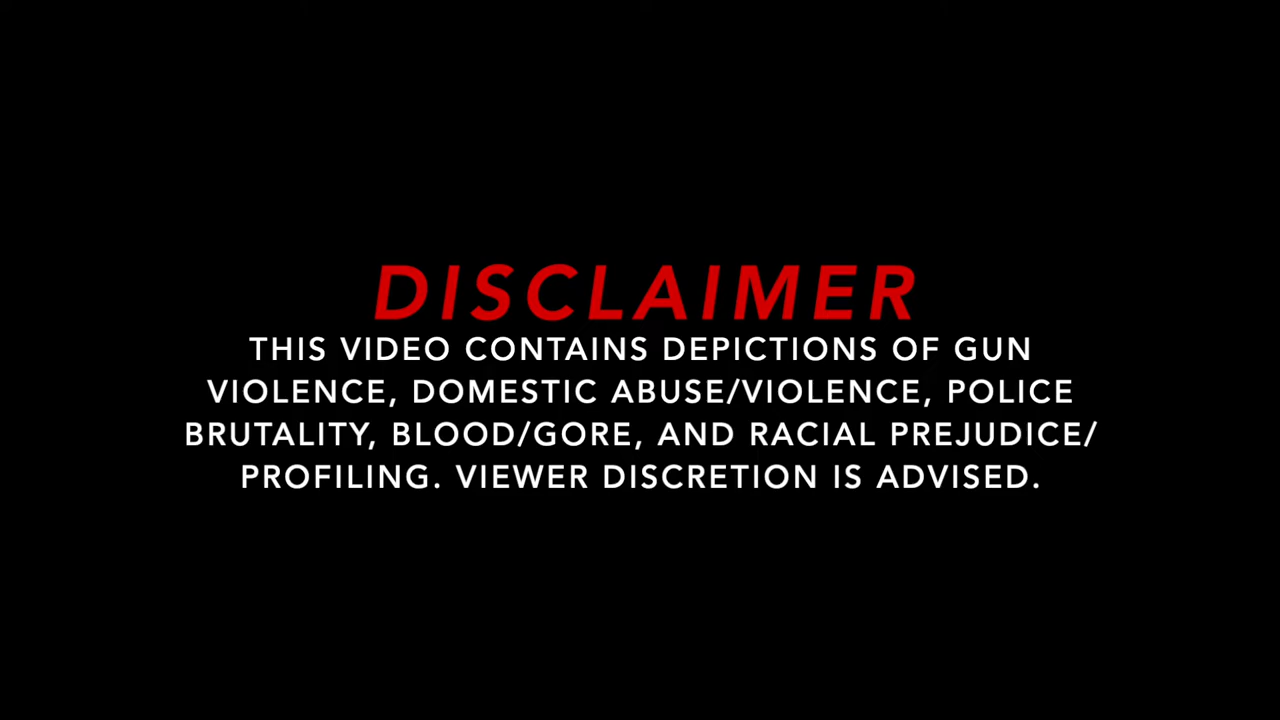 DISCLAIMER
THIS VIDEO CONTAINS DEPICTIONS OF GUN
VIOLENCE, DOMESTIC ABUSE/VIOLENCE, POLICE
BRUTALITY, BLOOD/GORE, AND RACIAL PREJUDICE/
PROFILING. VIEWER DISCRETION IS ADVISED.